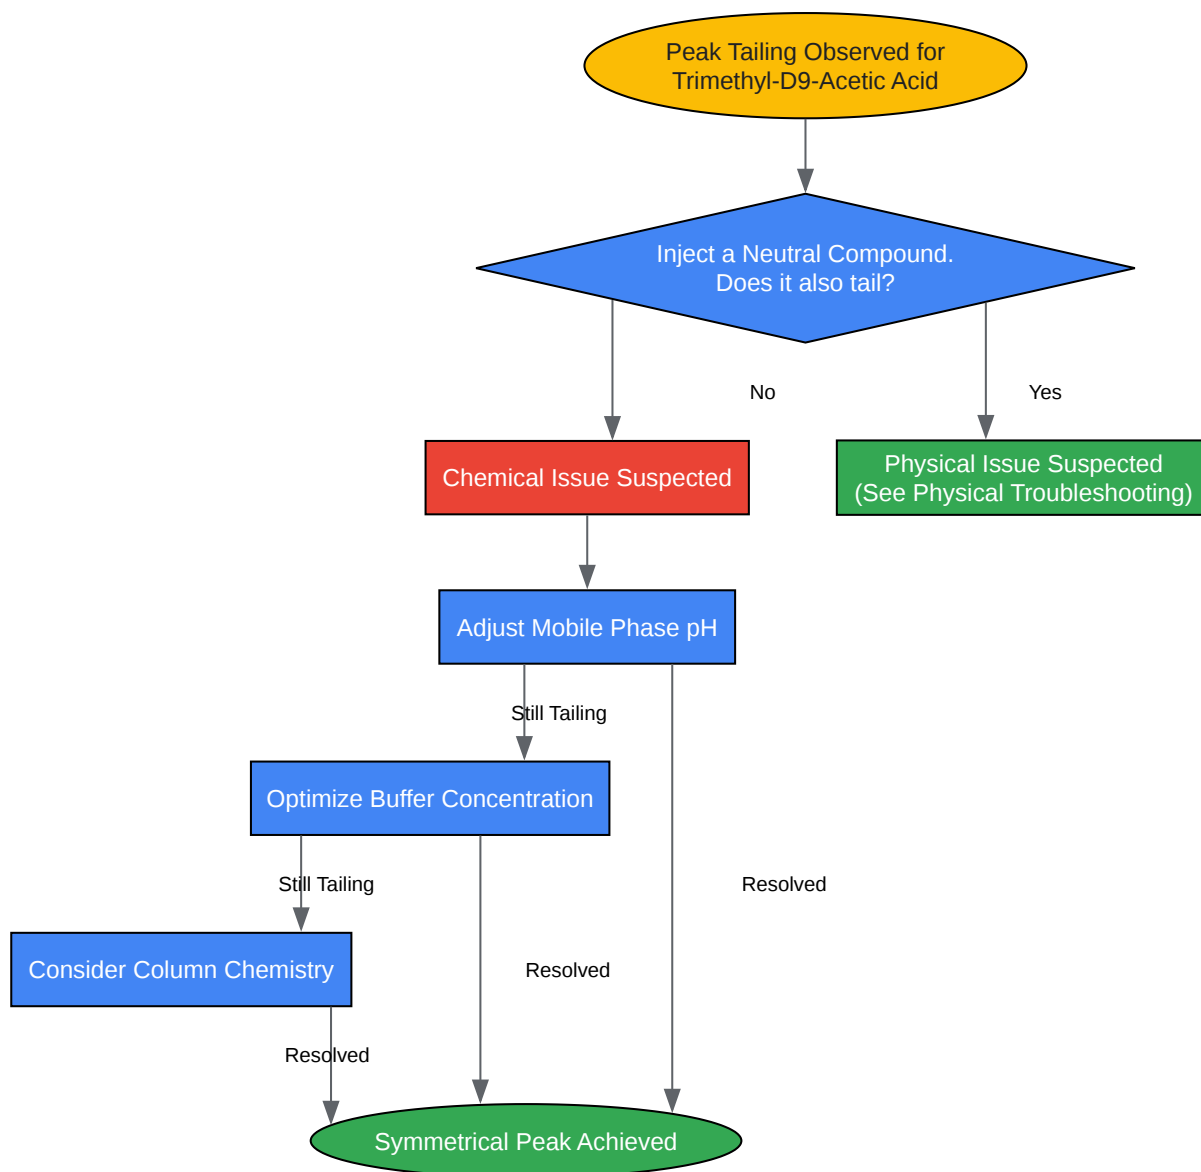 Peak Tailing Observed for
Trimethyl-D9-Acetic Acid
Inject a Neutral Compound.
Does it also tail?
No
Yes
Chemical Issue Suspected
Physical Issue Suspected
(See Physical Troubleshooting)
Adjust Mobile Phase pH
Still Tailing
Optimize Buffer Concentration
Still Tailing
Resolved
Consider Column Chemistry
Resolved
Resolved
Symmetrical Peak Achieved